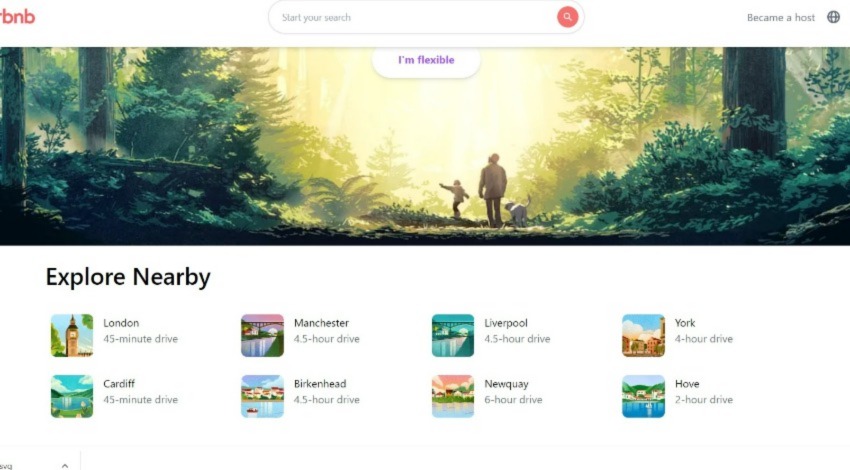 rbnb
Start your search
Became a host
I'm flexible
Explore Nearby
London
45-minute drive
Manchester
4.5-hour drive
Liverpool
4.5-hour drive
York
4-hour drive
Cardiff
45-minute drive
Birkenhead
4.5-hour drive
Newquay
6-hour drive
Hove
2-hour drive
svg